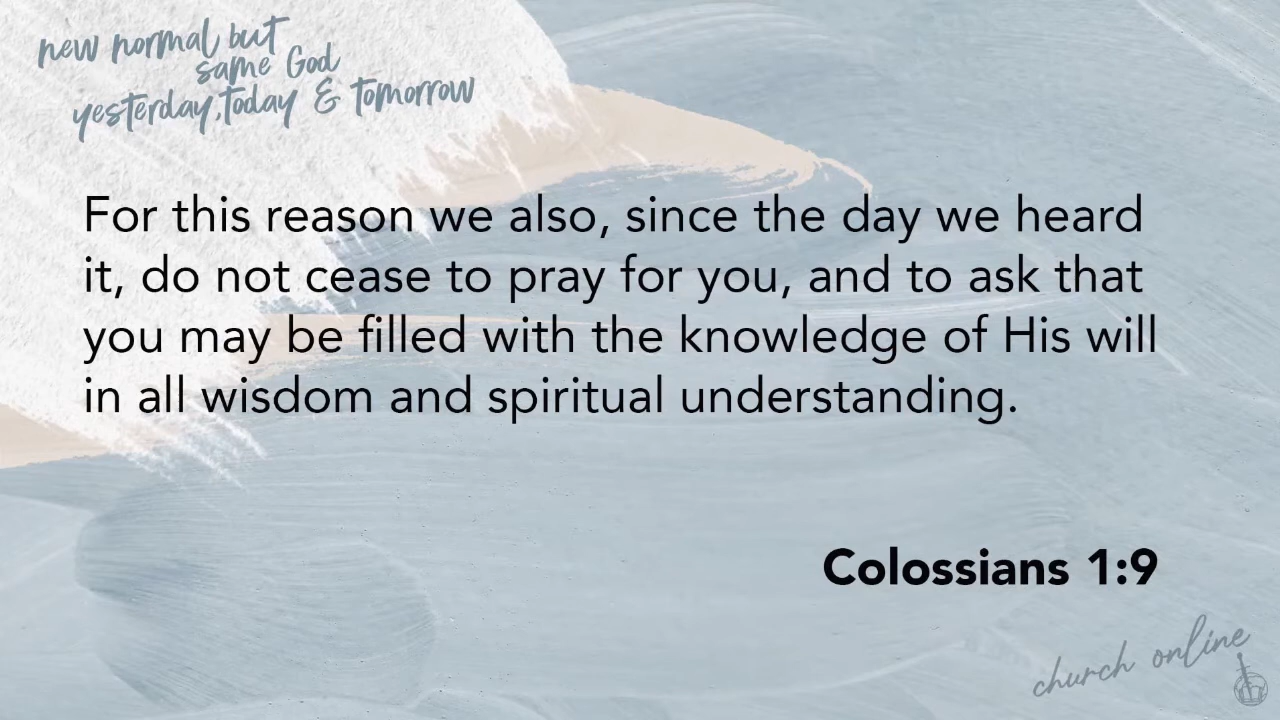 new normal but
same God
yesterday, today & tomorrow
For this reason we also, since the day we heard
it, do not cease to pray for you, and to ask that
you may be filled with the knowledge of His will
in all wisdom and spiritual understanding.
Colossians 1:9
church online